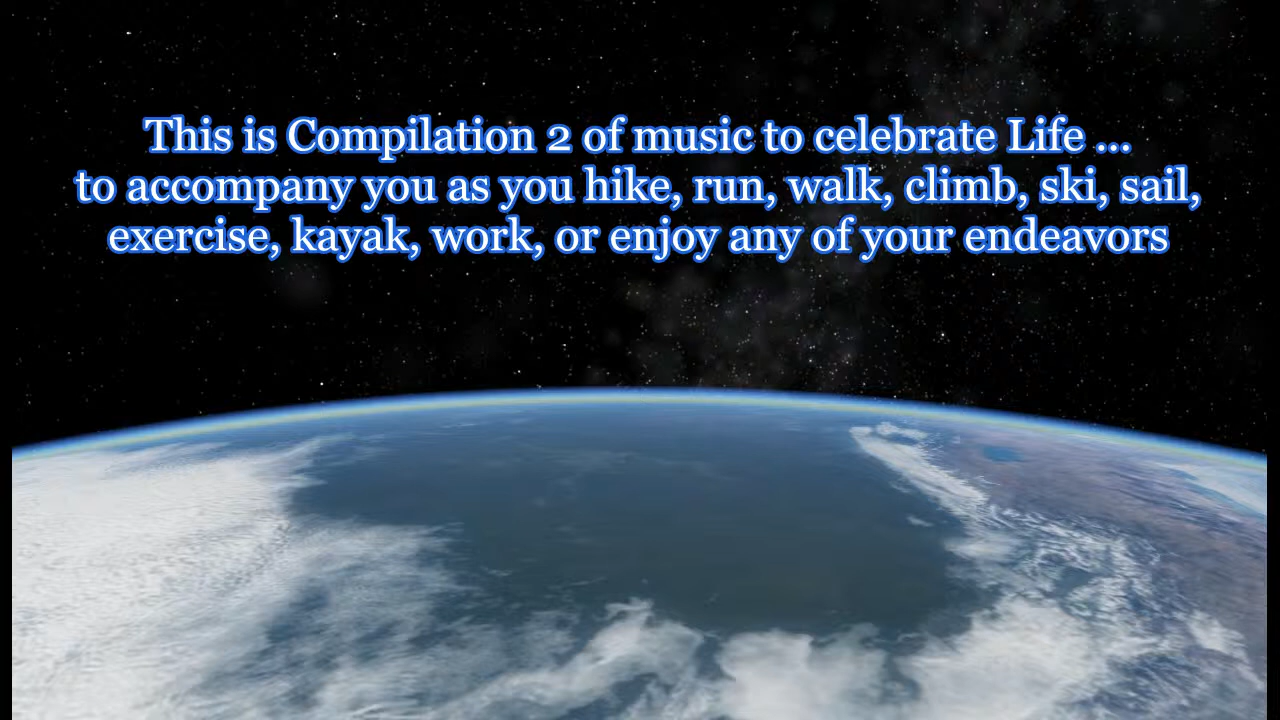 This is Compilation 2 of music to celebrate Life ...
to accompany you as you hike, run, walk, climb, ski, sail,
exercise, kayak, work, or enjoy any of your endeavors